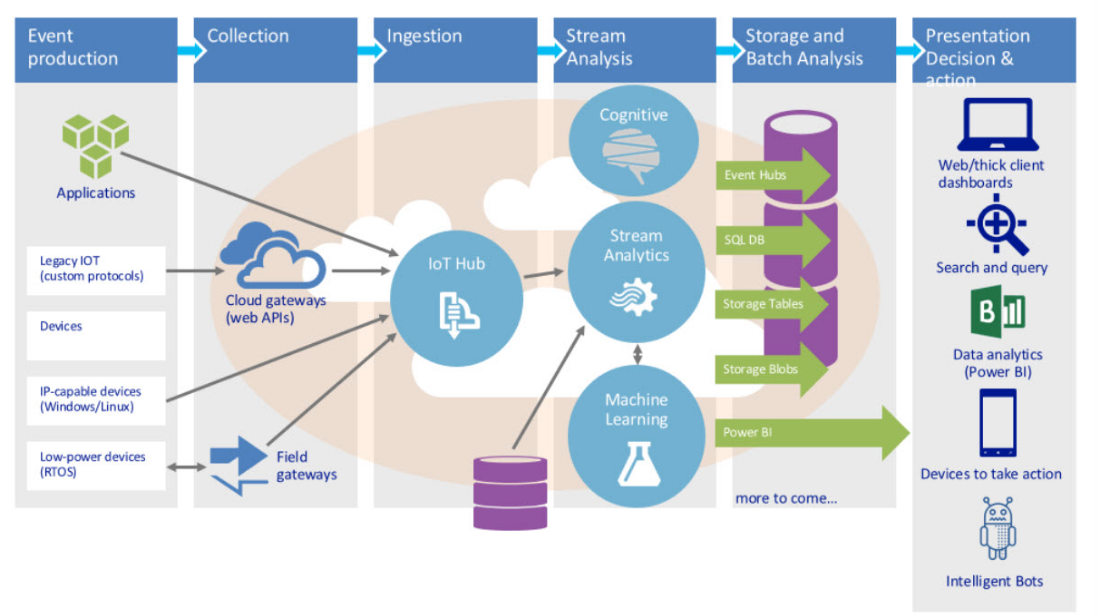 Event
production
Collection
Ingestion
Stream
Analysis
Storage and
Batch Analysis
Presentation
Decision &
action
Applications
Legacy IOT
(custom protocols)
Devices
IP-capable devices
(Windows/Linux)
Low-power devices
(RTOS)
Cloud gateways
(web APIs)
Field
gateways
IoT Hub
Cognitive
Stream
Analytics
Machine
Learning
Event Hubs
SQL DB
Storage Tables
Storage Blobs
Power BI
more to come...
Web/thick client
dashboards
Search and query
B
Data analytics
(Power BI)
Devices to take action
Intelligent Bots